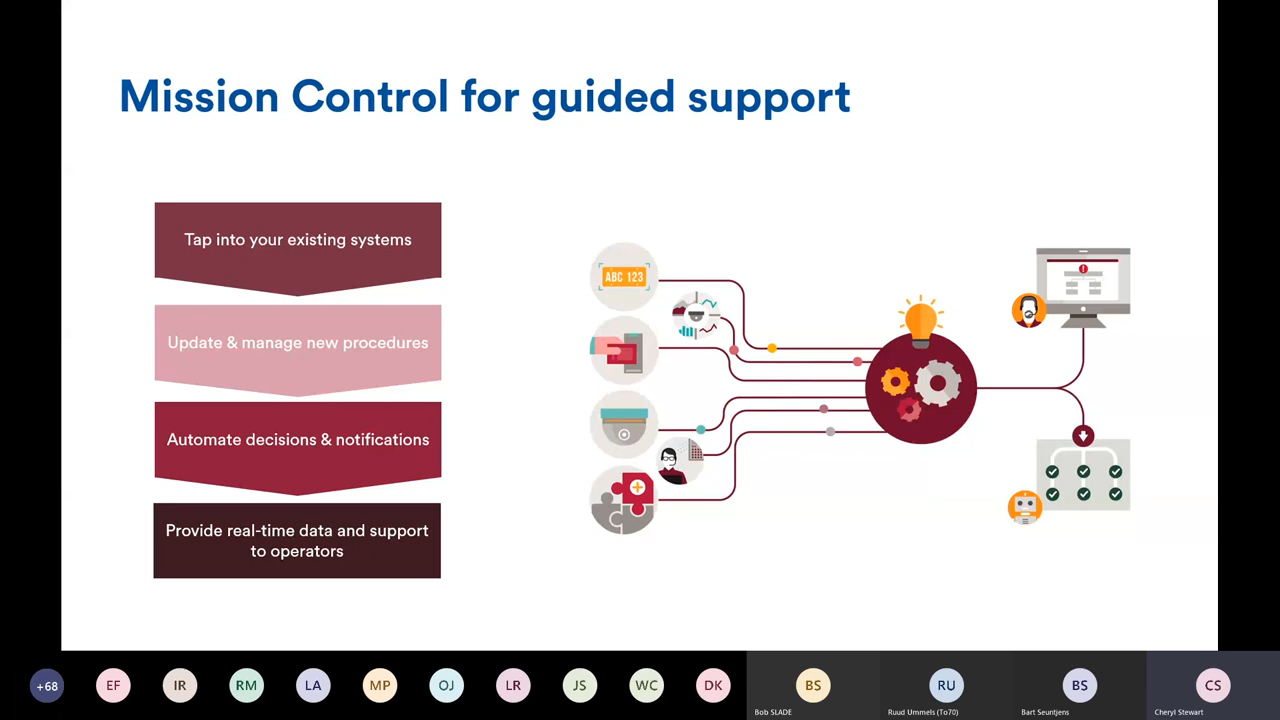 Mission Control for guided support
Tap into your existing systems
Update & manage new procedures
Automate decisions & notifications
Provide real-time data and support
to operators
ABC 123
+68
EF
IR
RM
LA
MP
OJ
LR
JS
WC
DK
BS
Bob SLADE
RU
Ruud Ummels (To70)
BS
Bart Seuntjens
CS
Cheryl Stewart